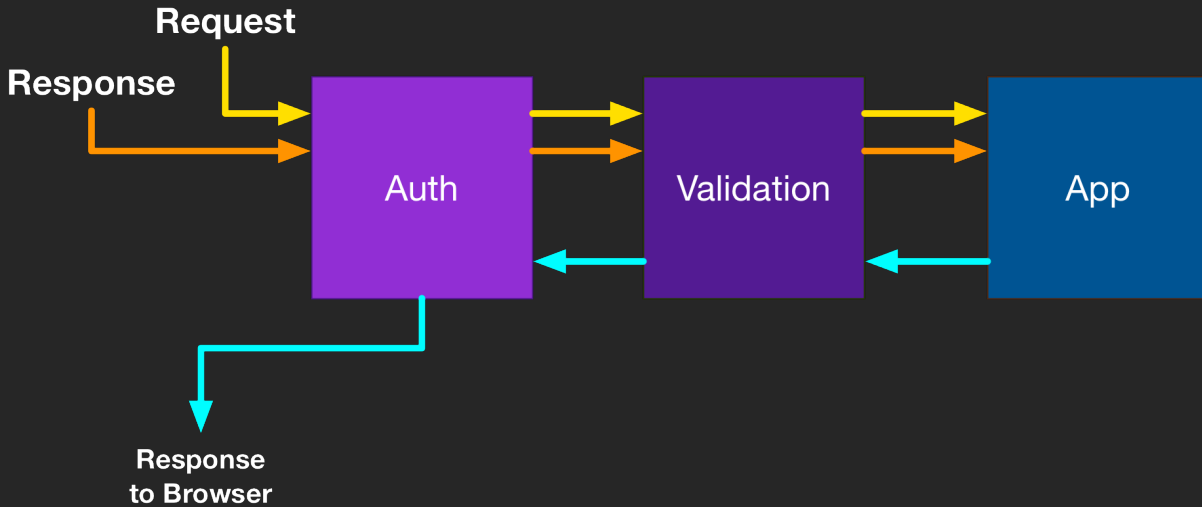 Request
Response
Auth
Validation
App
Response
to Browser